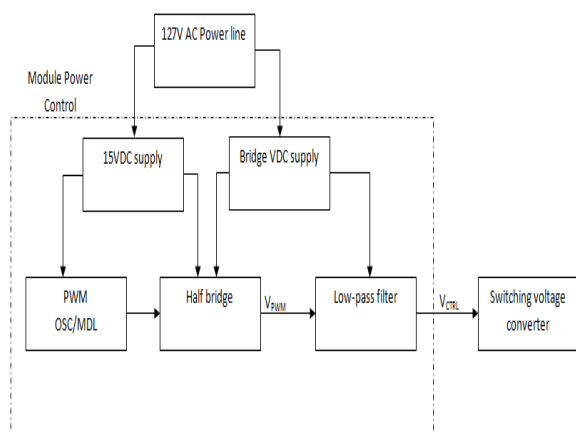 127V AC Power line
Module Power
Control
15VDC supply
Bridge VDC supply
PWM
OSC/MDL
Half bridge
VPWM
Low-pass filter
VCTRL
Switching voltage
converter